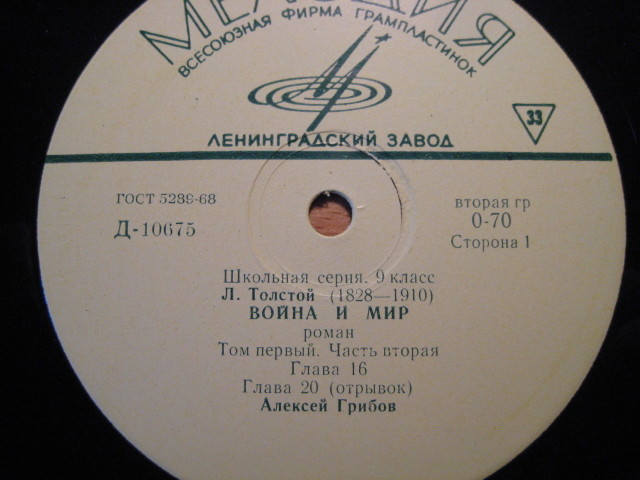 МЕЛОДИЯ
ВСЕСОЮЗНАЯ ФИРМА ГРАМПЛАСТИНОК
33
ЛЕНИНГРАДСКИЙ ЗАВОД
ГОСТ 5289-68
Д-10675
вторая гр
0-70
Сторона 1
Школьная серия. 9 класс
Л. Толстой (1828—1910)
ВОЙНА И МИР
роман
Том первый. Часть вторая
Глава 16
Глава 20 (отрывок)
Алексей Грибов